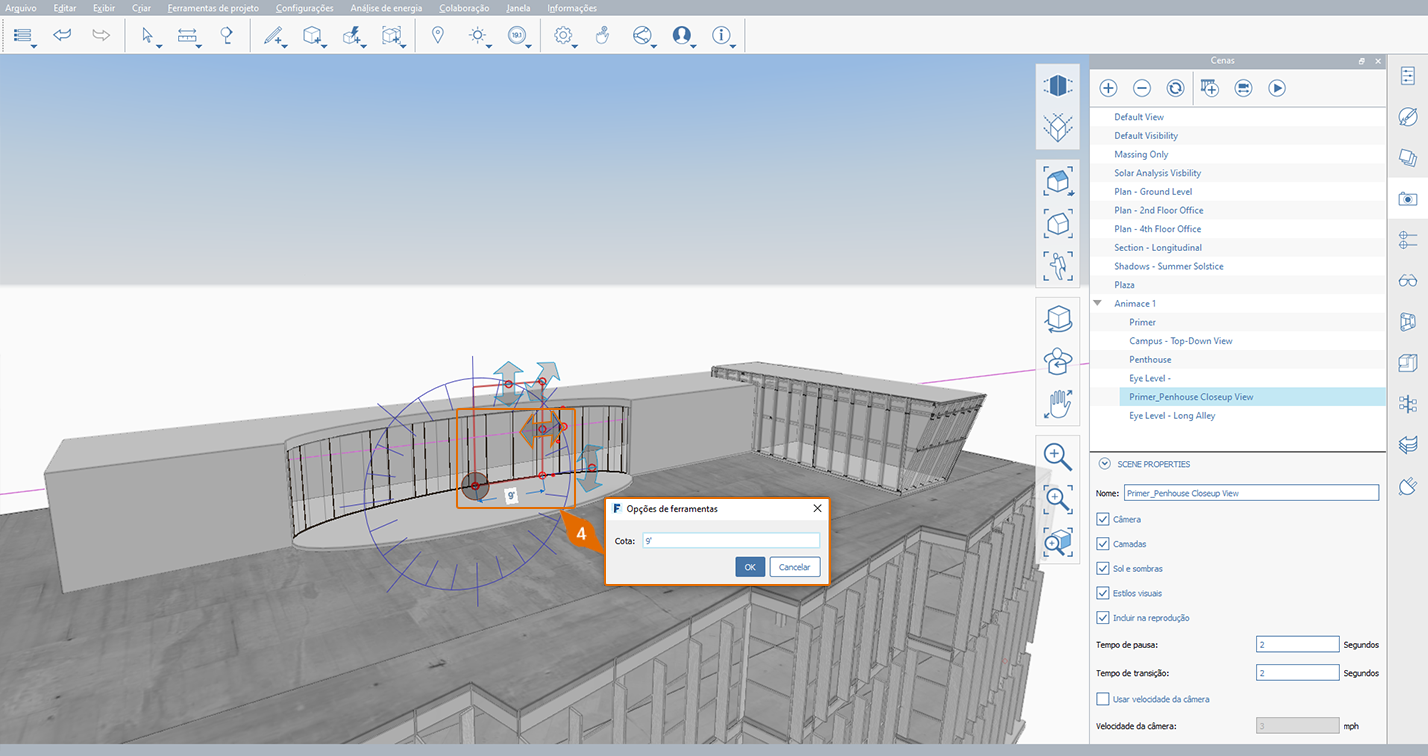 Arquivo Editar Exibir Criar Ferramentas de projeto Configurações Análise de energia Colaboração Janela Informações
19.1
Cenas
Default View
Default Visibility
Massing Only
Solar Analysis Visbility
Plan - Ground Level
Plan - 2nd Floor Office
Plan - 4th Floor Office
Section - Longitudinal
Shadows - Summer Solstice
Plaza
Animace 1
Primer
Campus - Top-Down View
Penthouse
Eye Level -
Primer_Penhouse Closeup View
Eye Level - Long Alley
9'
4
F Opções de ferramentas
Cota: 9'
OK Cancelar
SCENE PROPERTIES
Nome: Primer_Penhouse Closeup View
Câmera
Camadas
Sol e sombras
Estilos visuais
Incluir na reprodução
Tempo de pausa: 2 Segundos
Tempo de transição: 2 Segundos
Usar velocidade da câmera
Velocidade da câmera: 3 mph